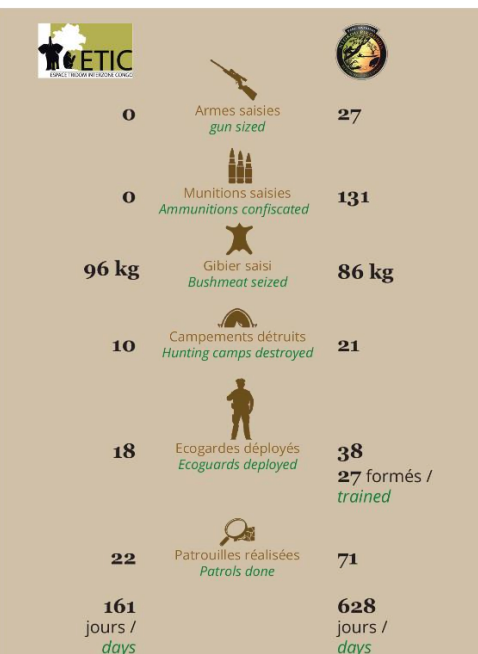 ETIC
ESPACE TRIDOM INTERZONE CONGO
0
Armes saisies
gun sized
27
0
Munitions saisies
Ammunitions confiscated
131
96 kg
Gibier saisi
Bushmeat seized
86 kg
10
Campements détruits
Hunting camps destroyed
21
18
Ecogardes déployés
Ecoguards deployed
38
27 formés /
trained
22
Patrouilles réalisées
Patrols done
71
161
jours /
days
628
jours /
days